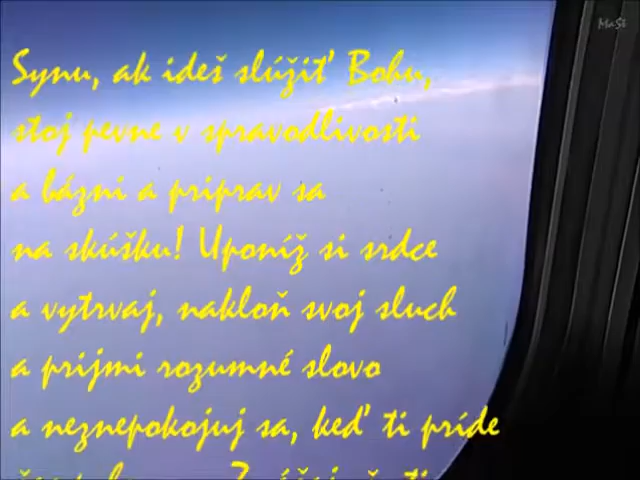 MaSt
Synu, ak ideš slúžiť Bohu,
stoj pevne v spravodlivosti
a bázni a priprav sa
na skúšku! Uponíž si srdce
a vytrvaj, nakloň svoj sluch
a prijmi rozumné slovo
a neznepokojuj sa, keď ti príde